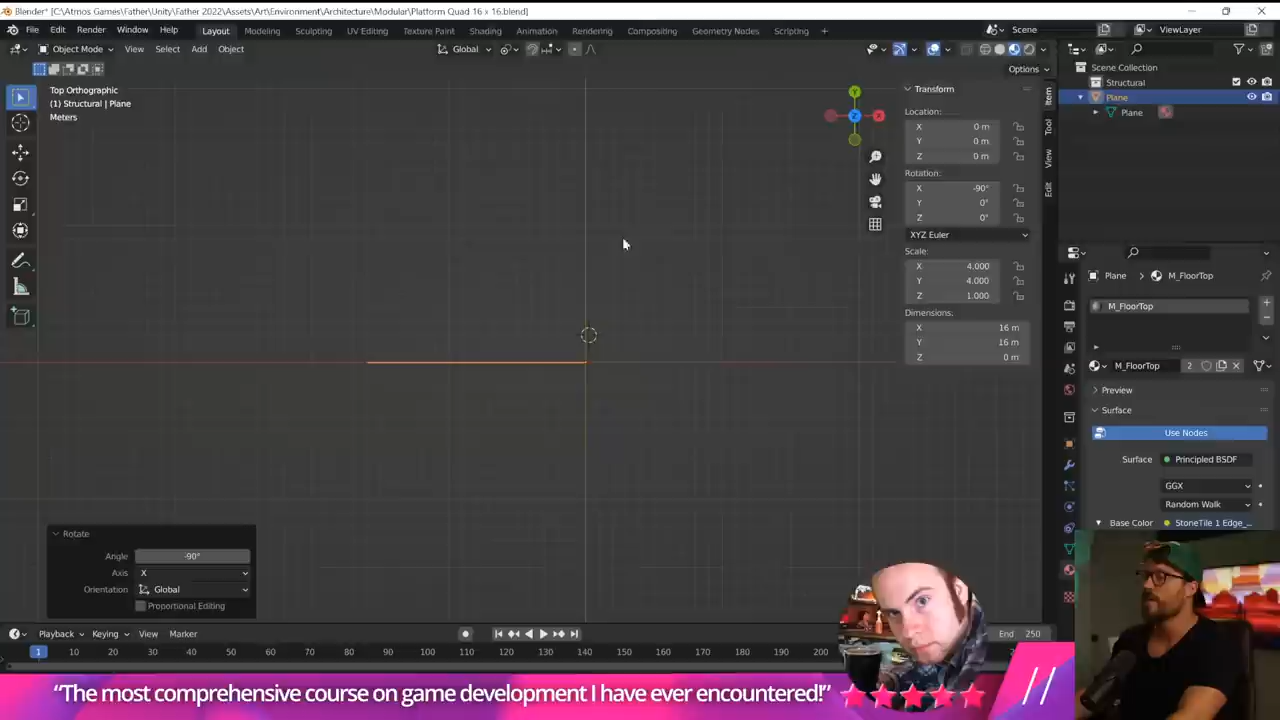 Blender* [C:\Atmos Games\Father\Unity\Father 2022\Assets\Art\Environment\Architecture\Modular\Platform Quad 16 x 16.blend]
File Edit Render Window Help Layout Modeling Sculpting UV Editing Texture Paint Shading Animation Rendering Compositing Geometry Nodes Scripting Scene ViewLayer
Object Mode View Select Add Object Global
Options
Top Orthographic
(1) Structural | Plane
Meters
Y
X
Z
Transform
Location:
X 0 m
Y 0 m
Z 0 m
Rotation:
X -90°
Y 0°
Z 0°
XYZ Euler
Scale:
X 4.000
Y 4.000
Z 1.000
Dimensions:
X 16 m
Y 16 m
Z 0 m
Item
Tool
View
Edit
Scene Collection
Structural
Plane
Plane
Plane M_FloorTop
M_FloorTop
M_FloorTop 2
Preview
Surface
Use Nodes
Surface Principled BSDF
GGX
Random Walk
Base Color StoneTile 1 Edge_...
Rotate
Angle -90°
Axis X
Orientation Global
Proportional Editing
Playback Keying View Marker End 250
1 10 20 30 40 50 60 70 80 90 100 110 120 130 140 150 160 170 180 190 200
“The most comprehensive course on game development I have ever encountered!” //